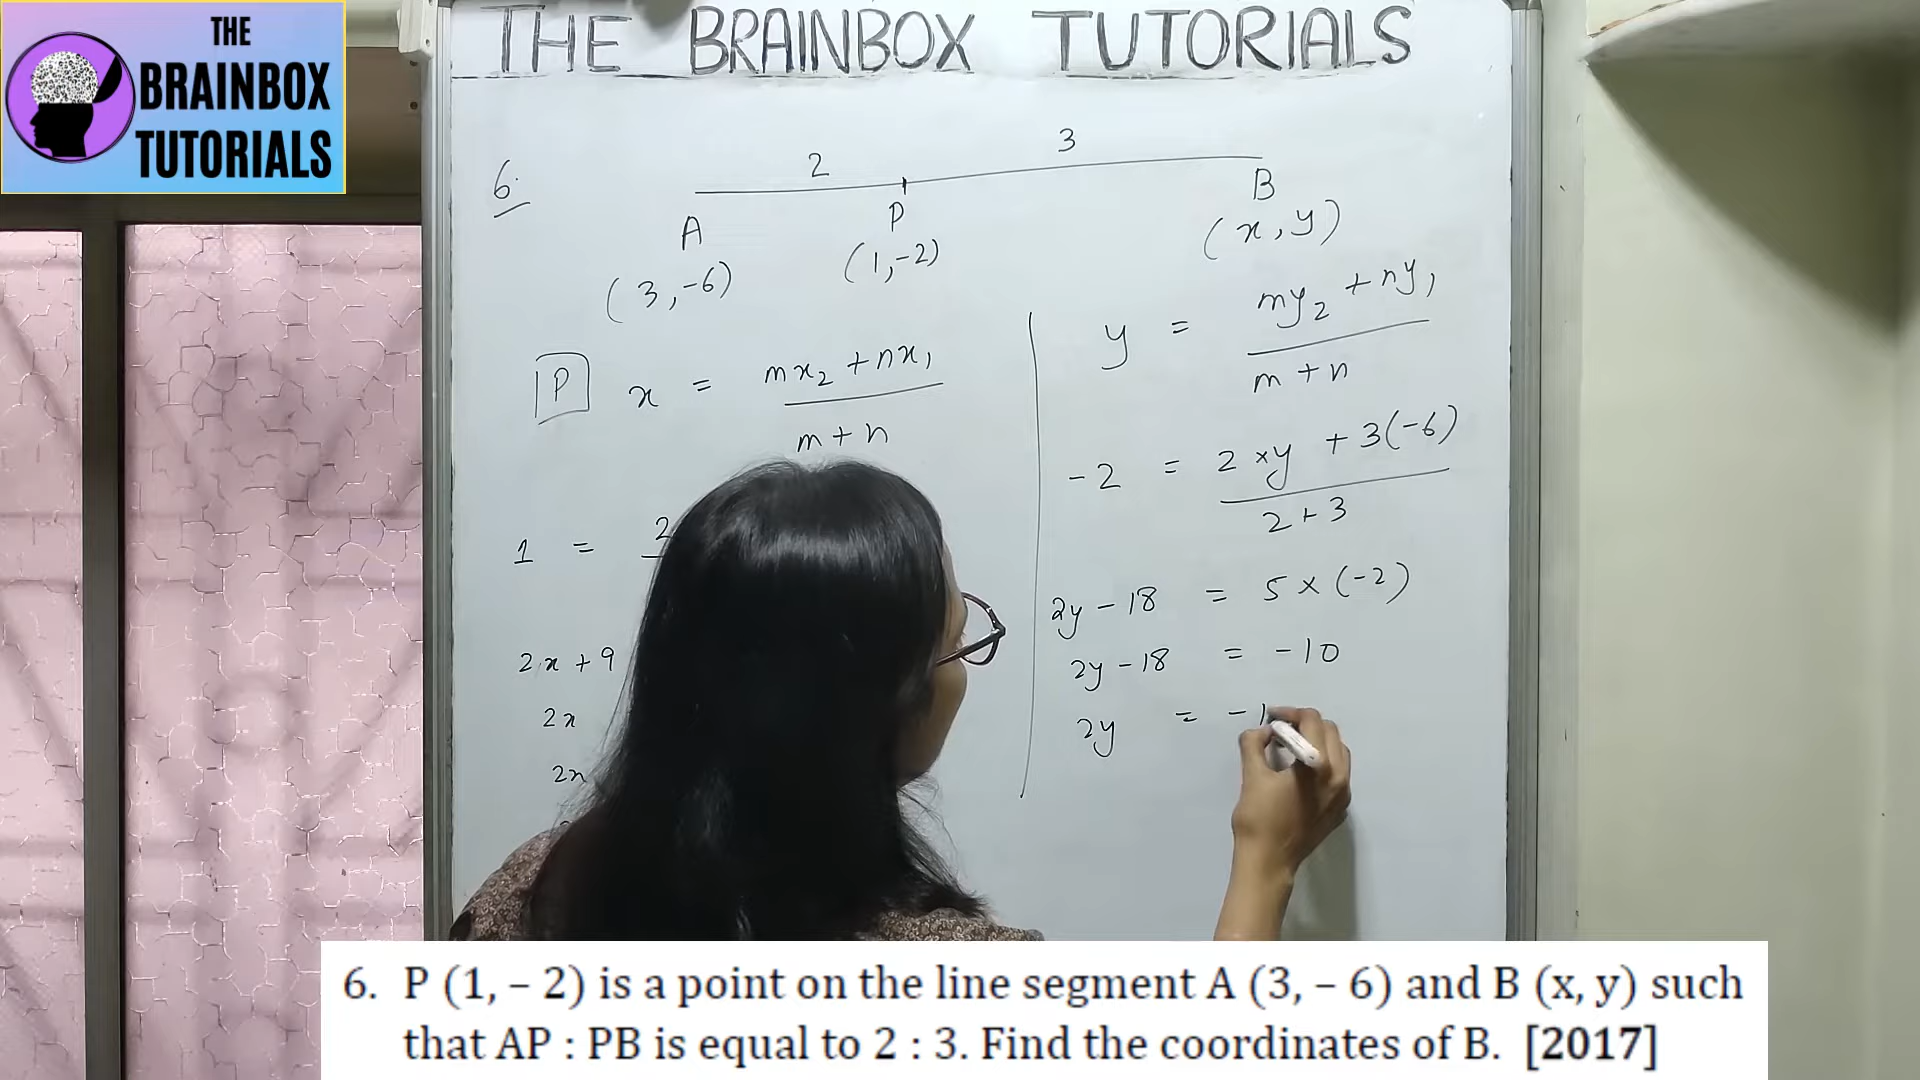 THE
BRAINBOX
TUTORIALS
THE BRAINBOX TUTORIALS
6.
2 3
A P B
(3,-6) (1,-2) (x,y)
P x = mx₂ + nx₁ / m + n
1 = 2
2x + 9
2x
2x
y = my₂ + ny₁ / m + n
-2 = 2 × y + 3(-6) / 2 + 3
2y - 18 = 5 × (-2)
2y - 18 = -10
2y = -1
6. P (1, – 2) is a point on the line segment A (3, – 6) and B (x, y) such
that AP : PB is equal to 2 : 3. Find the coordinates of B. [2017]